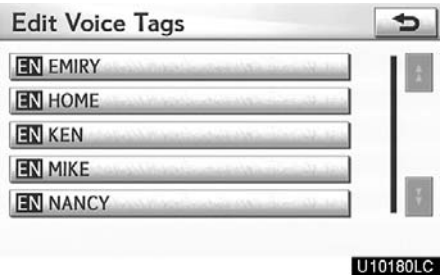 Edit Voice Tags
EN EMIRY
EN HOME
EN KEN
EN MIKE
EN NANCY
U10180LC